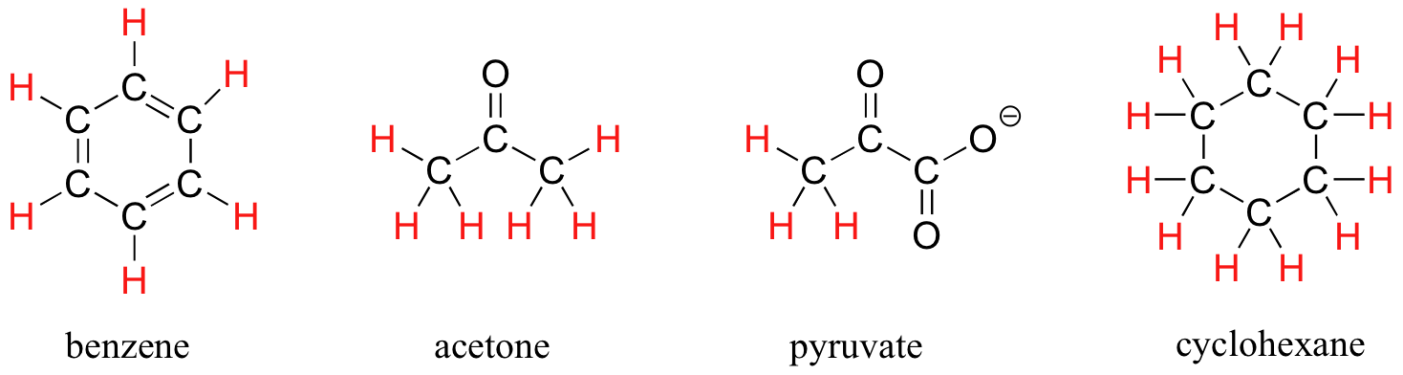 H
H H
C
C C
C C
H H
C
H
benzene
O
H C H
C C
H H H H
acetone
O
H C O ⊖
C C
H H
O
pyruvate
H H
H H
C
H C C H
H C C H
C
H H
H H
cyclohexane